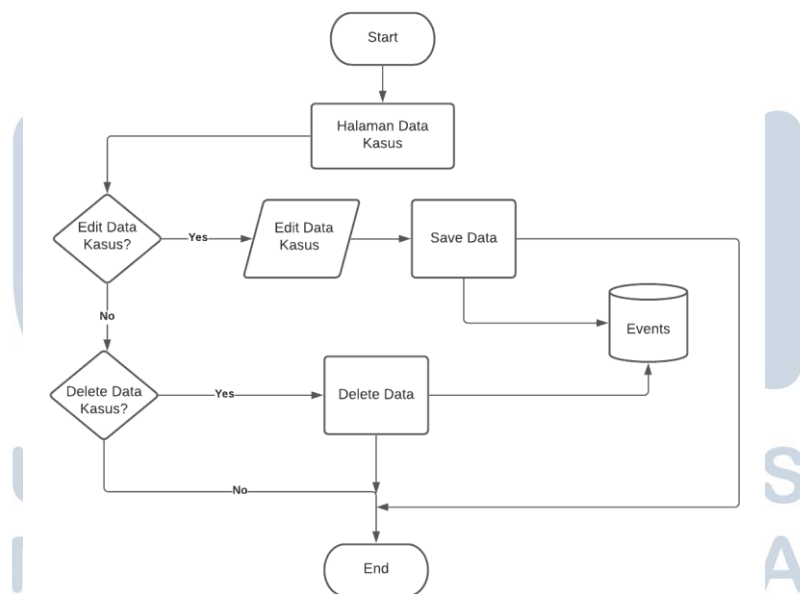 Start
Halaman Data
Kasus
Edit Data
Kasus?
Yes
Edit Data
Kasus
Save Data
No
Events
Delete Data
Kasus?
Yes
Delete Data
No
End